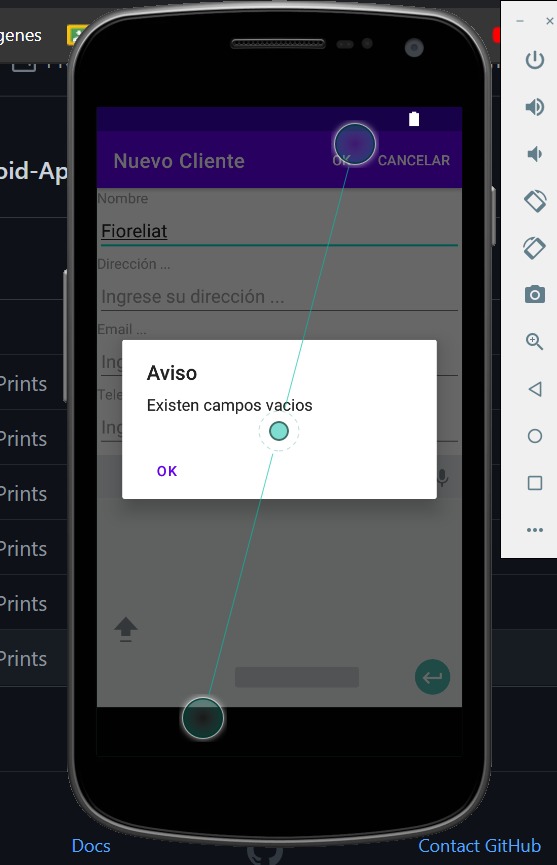 genes
oid-Ap
Nuevo Cliente
OK
CANCELAR
Nombre
Fioreliat
Dirección ...
Ingrese su dirección ...
Email ...
Ing
Tele
Ing
Aviso
Existen campos vacios
OK
Prints
Prints
Prints
Prints
Prints
Prints
Docs
Contact GitHub